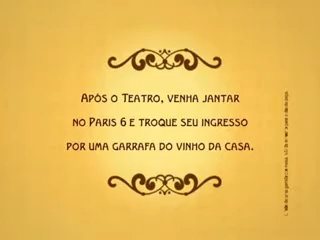 Após o Teatro, venha jantar
no Paris 6 e troque seu ingresso
por uma garrafa do vinho da casa.